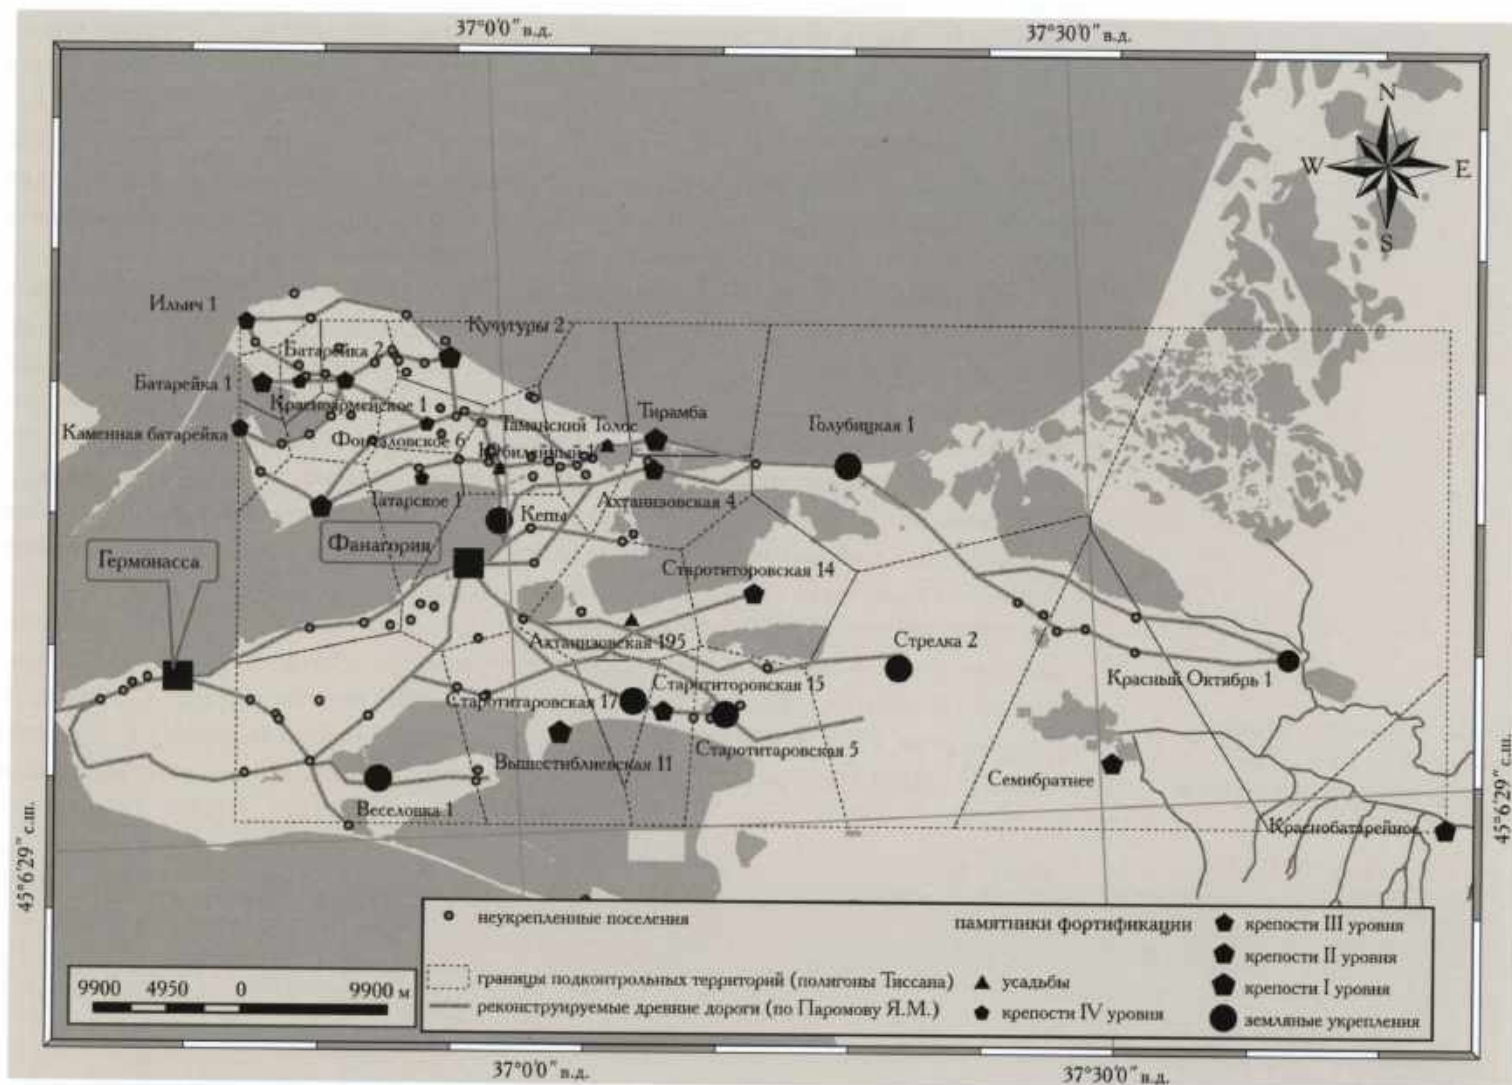 37°0'0" в.д.
37°30'0" в.д.
N
W
E
S
Ильич 1
Кучугуры 2
Батарейка 2
Батарейка 1
Красноармейское 1
Таманский Толос
Тирамба
Голубицкая 1
Каменная батарейка
Фонталовское 6
Татарское 1
Ахтанизовская 4
Кепы
Фанагория
Гермонасса
Старотиторовская 14
Ахтанизовская 195
Стрелка 2
Старотиторовская 15
Красный Октябрь 1
Старотитаровская 17
Старотитаровская 5
Вышестиблиевская 11
Семибратнее
Веселовка 1
Краснобатарейное
45°6'29" с.ш.
45°6'29" с.ш.
неукрепленные поселения
памятники фортификации
крепости III уровня
крепости II уровня
границы подконтрольных территорий (полигоны Тиссана)
усадьбы
крепости I уровня
реконструируемые древние дороги (по Паромову Я.М.)
крепости IV уровня
земляные укрепления
9900 4950 0 9900 м
37°0'0" в.д.
37°30'0" в.д.